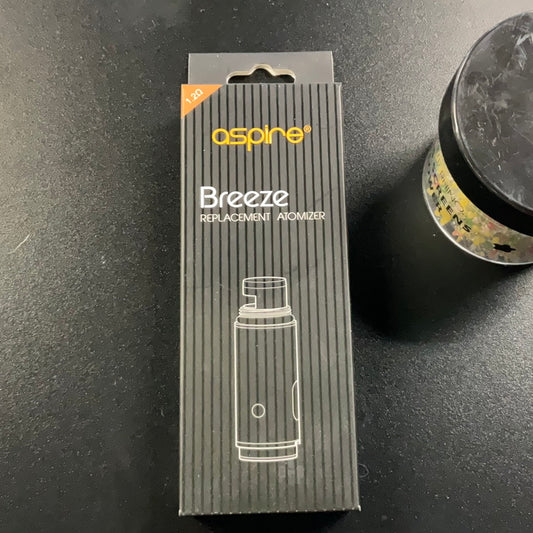 1.2Ω
aspire®
Breeze
REPLACEMENT ATOMIZER